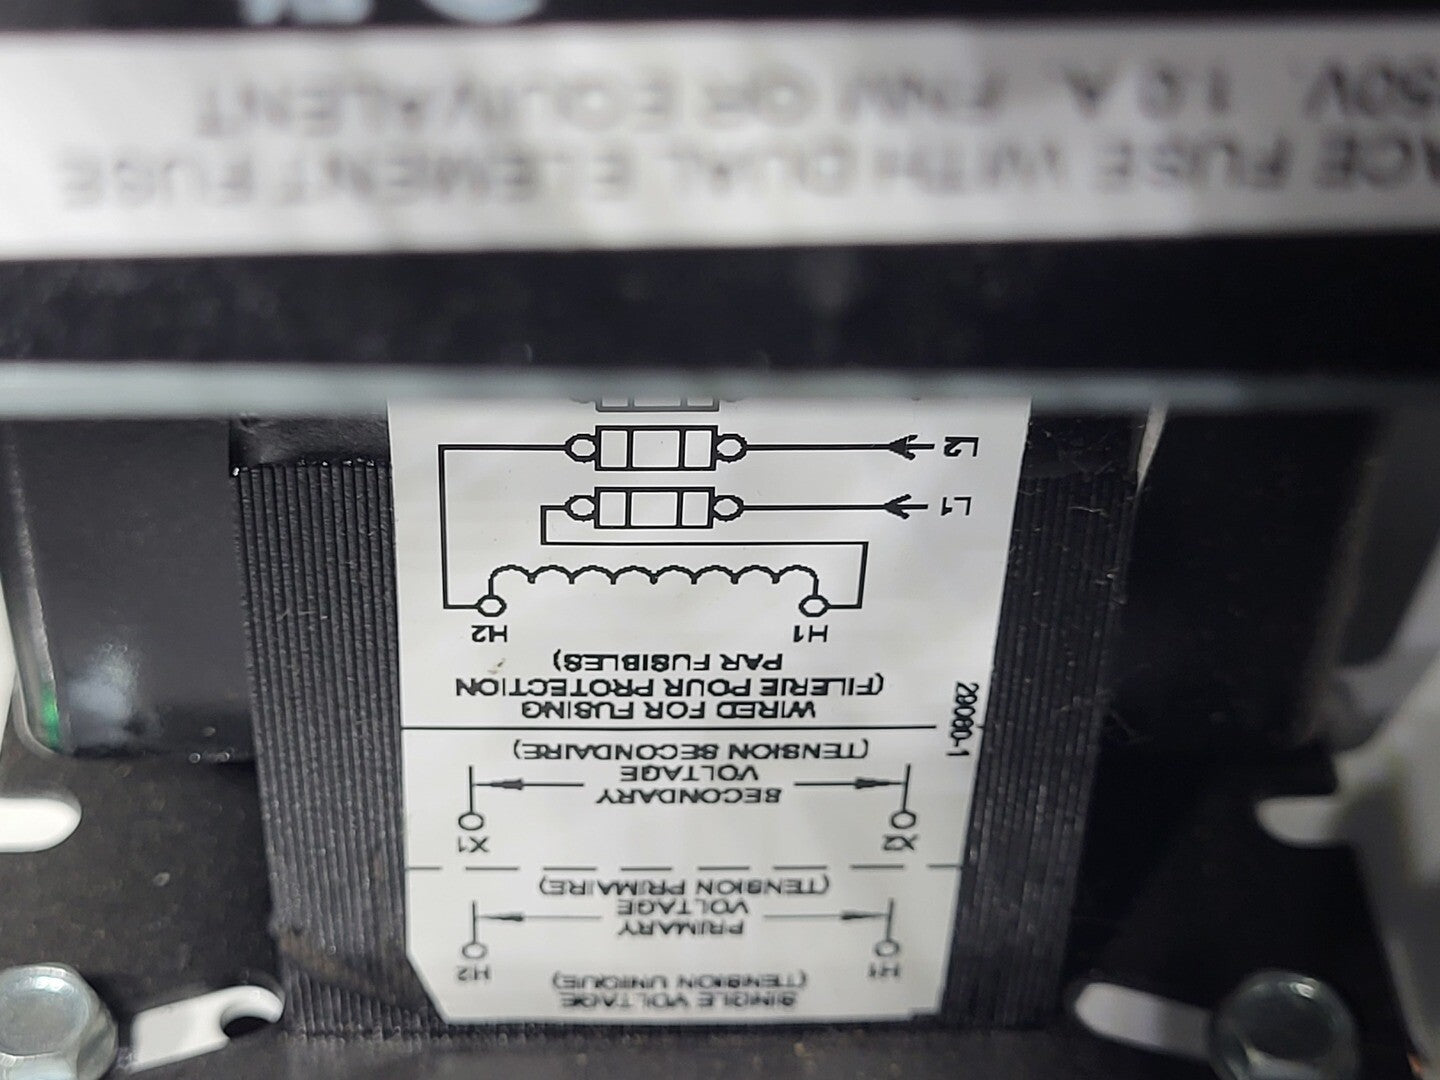 SINGLE VOLTAGE
(TENSION UNIQUE)
H1 H2
PRIMARY
VOLTAGE
(TENSION PRIMAIRE)
X2 X1
SECONDARY
VOLTAGE
(TENSION SECONDAIRE)
29060-1
WIRED FOR FUSING
(FILERIE POUR PROTECTION
PAR FUSIBLES)
H1 H2
L1
L2
ACE FUSE WITH DUAL ELEMENT FUSE
50V, FNM OR EQUIVALENT